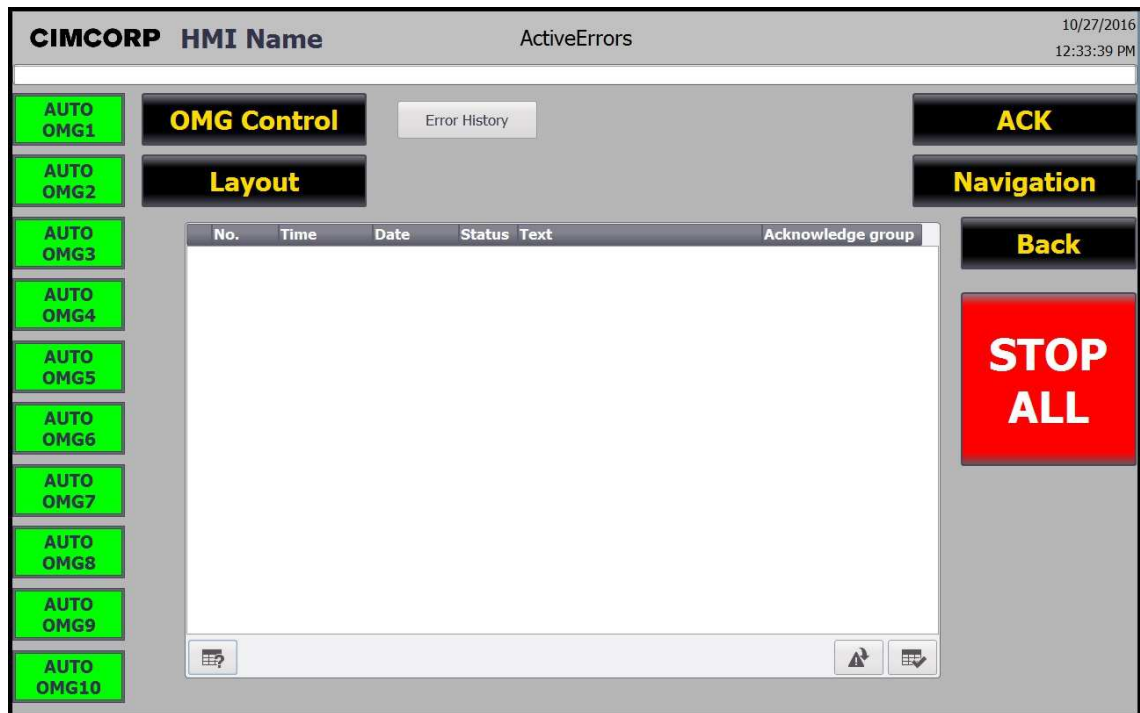 CIMCORP HMI Name ActiveErrors 10/27/2016
12:33:39 PM
AUTO
OMG1
OMG Control
Error History
ACK
AUTO
OMG2
Layout
Navigation
AUTO
OMG3
No. Time Date Status Text Acknowledge group
Back
AUTO
OMG4
STOP
ALL
AUTO
OMG5
AUTO
OMG6
AUTO
OMG7
AUTO
OMG8
AUTO
OMG9
AUTO
OMG10
?